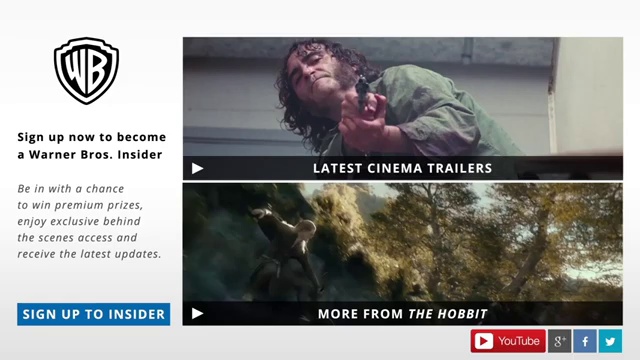 WB
Sign up now to become
a Warner Bros. Insider
Be in with a chance
to win premium prizes,
enjoy exclusive behind
the scenes access and
receive the latest updates.
SIGN UP TO INSIDER
LATEST CINEMA TRAILERS
MORE FROM THE HOBBIT
YouTube
g+
f